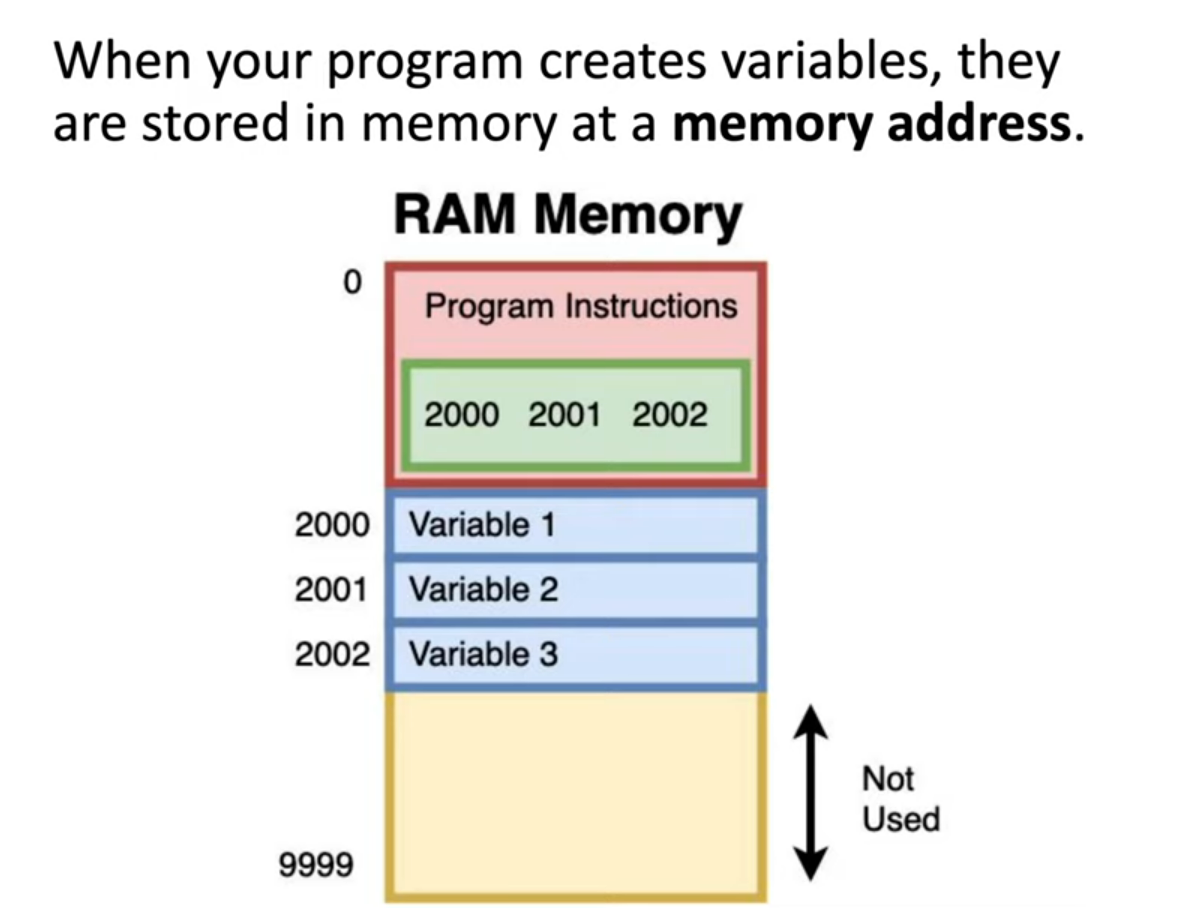 When your program creates variables, they
are stored in memory at a memory address.
RAM Memory
0
Program Instructions
2000 2001 2002
2000 Variable 1
2001 Variable 2
2002 Variable 3
Not
Used
9999